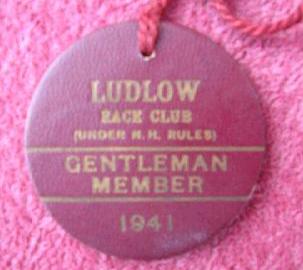 LUDLOW
RACE CLUB
(UNDER N.H. RULES)
GENTLEMAN
MEMBER
1941